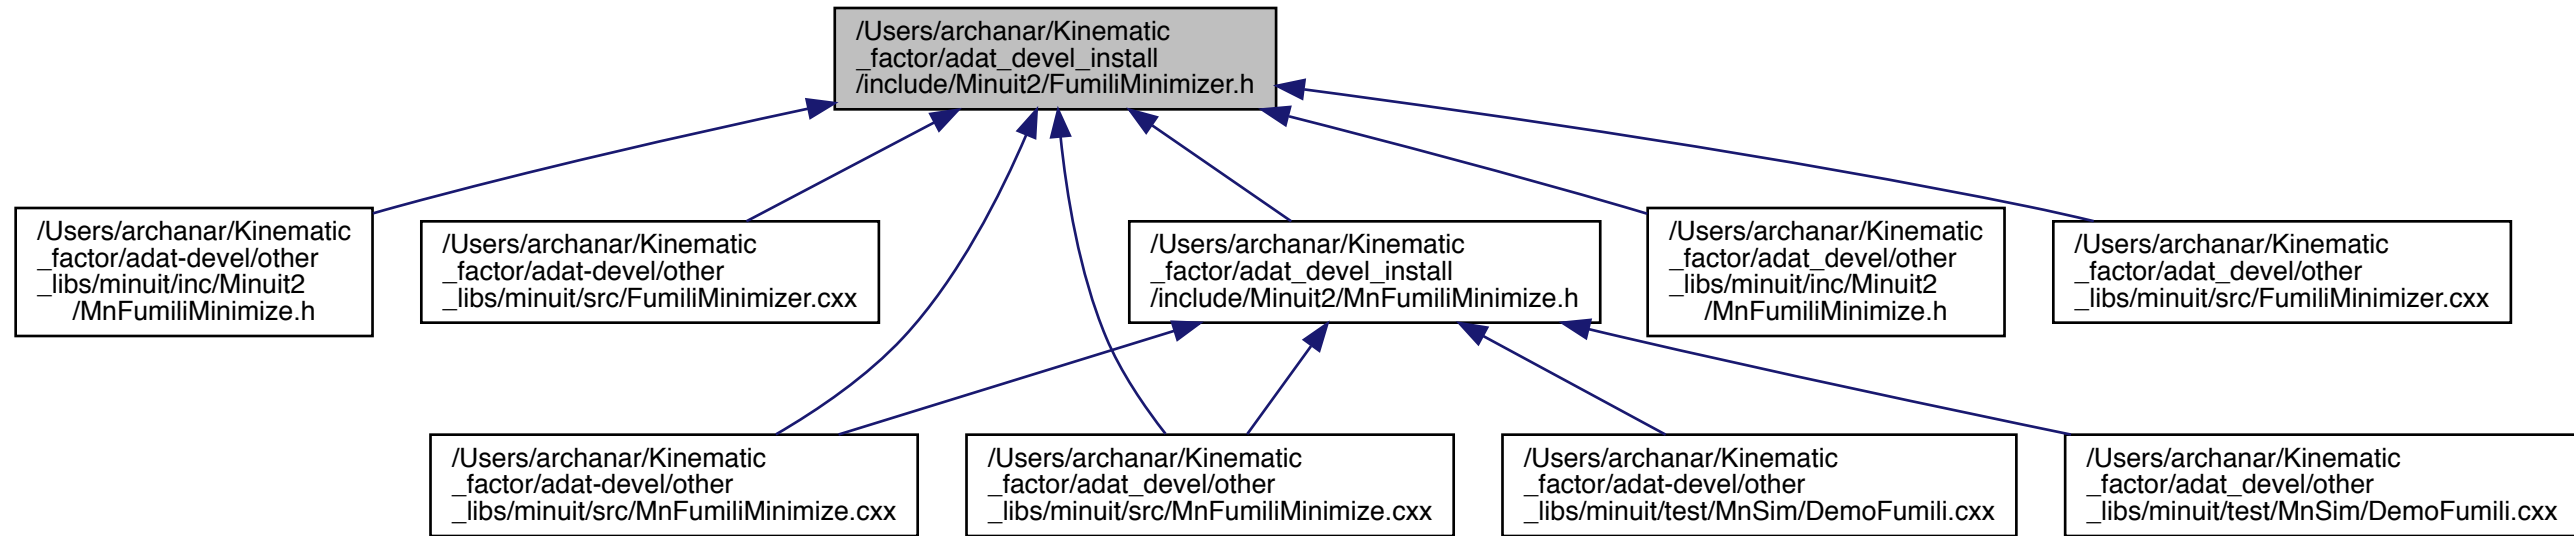 /Users/archanar/Kinematic
_factor/adat_devel_install
/include/Minuit2/FumiliMinimizer.h
/Users/archanar/Kinematic
_factor/adat-devel/other
_libs/minuit/inc/Minuit2
/MnFumiliMinimize.h
/Users/archanar/Kinematic
_factor/adat-devel/other
_libs/minuit/src/FumiliMinimizer.cxx
/Users/archanar/Kinematic
_factor/adat_devel_install
/include/Minuit2/MnFumiliMinimize.h
/Users/archanar/Kinematic
_factor/adat_devel/other
_libs/minuit/inc/Minuit2
/MnFumiliMinimize.h
/Users/archanar/Kinematic
_factor/adat_devel/other
_libs/minuit/src/FumiliMinimizer.cxx
/Users/archanar/Kinematic
_factor/adat-devel/other
_libs/minuit/src/MnFumiliMinimize.cxx
/Users/archanar/Kinematic
_factor/adat_devel/other
_libs/minuit/src/MnFumiliMinimize.cxx
/Users/archanar/Kinematic
_factor/adat-devel/other
_libs/minuit/test/MnSim/DemoFumili.cxx
/Users/archanar/Kinematic
_factor/adat_devel/other
_libs/minuit/test/MnSim/DemoFumili.cxx